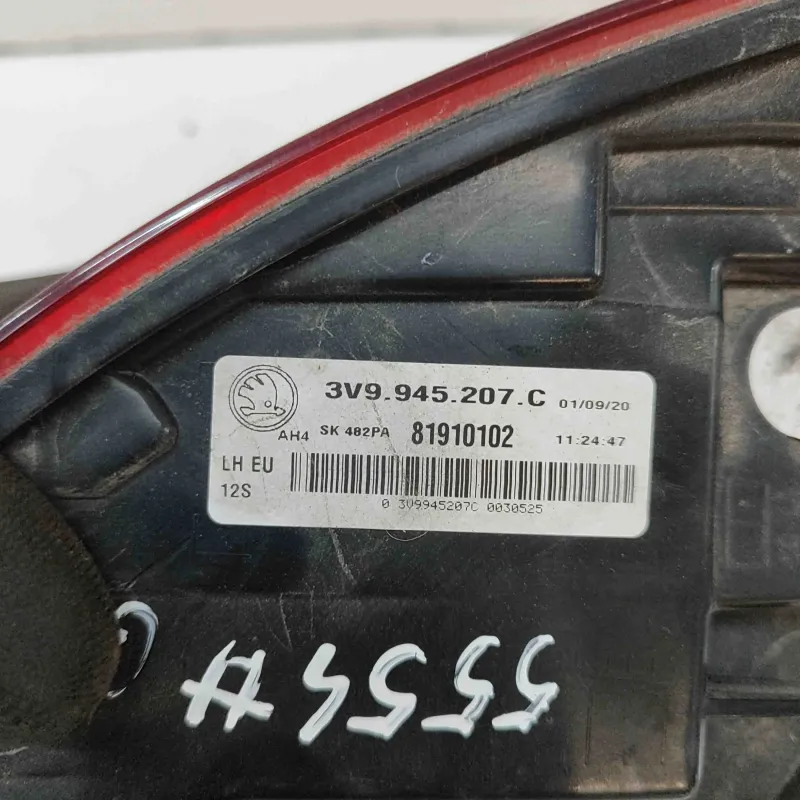 3V9.945.207.C 01/09/20
AH4 SK 482PA 81910102 11:24:47
LH EU
12S
0 3V9945207C 0030525